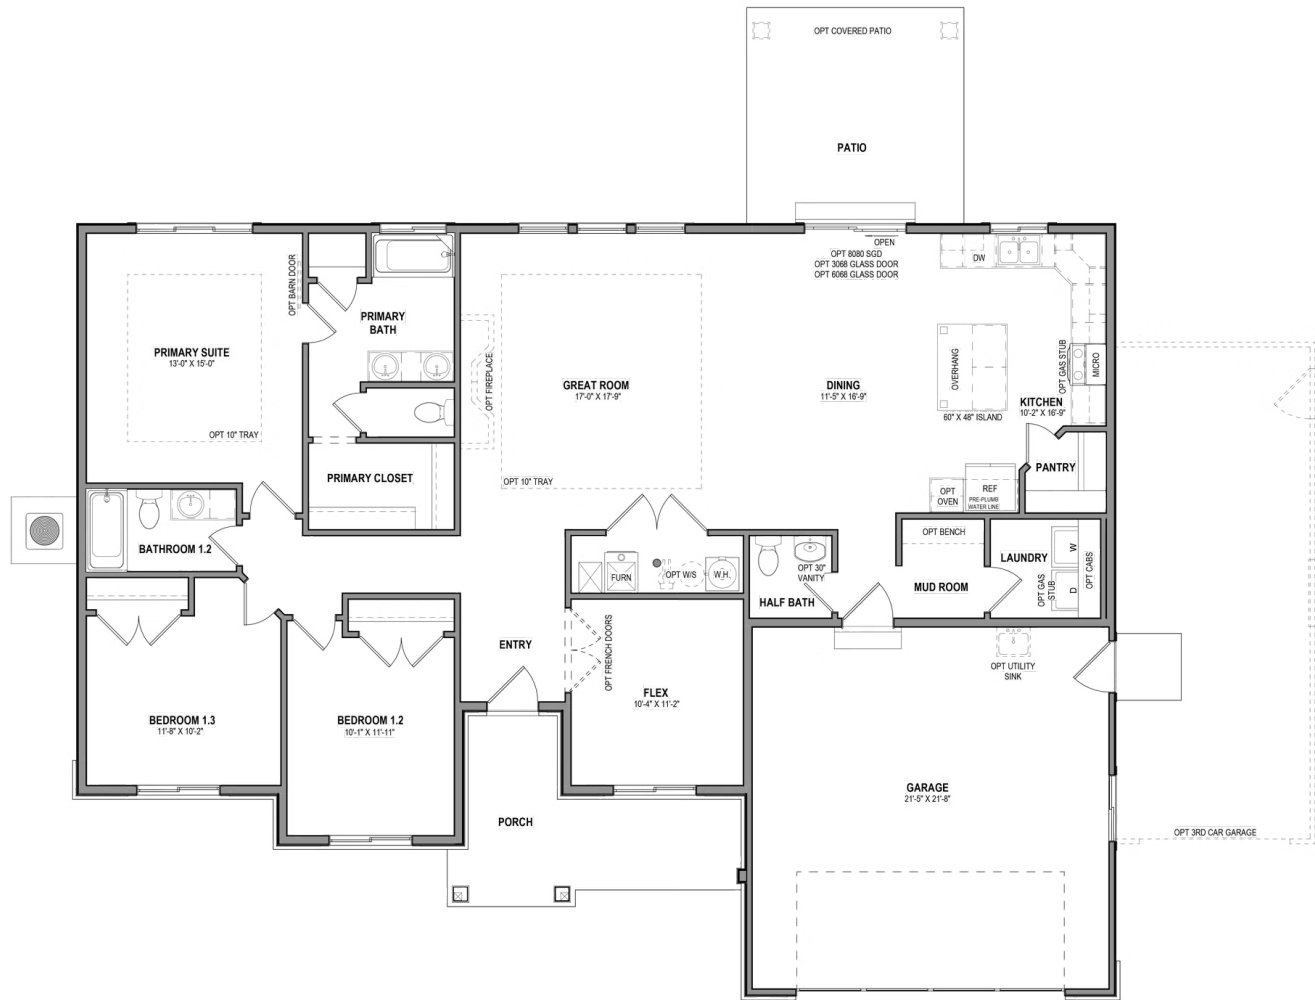 OPT COVERED PATIO
PATIO
OPEN
OPT 8080 SGD
OPT 3068 GLASS DOOR
OPT 6068 GLASS DOOR
DW
OPT BARN DOOR
PRIMARY
BATH
PRIMARY SUITE
13'-0" X 15'-0"
OPT 10" TRAY
OPT FIREPLACE
GREAT ROOM
17'-0" X 17'-9"
OPT 10" TRAY
DINING
11'-5" X 16'-9"
OVERHANG
60" X 48" ISLAND
OPT GAS STUB
MICRO
KITCHEN
10'-2" X 16'-9"
PANTRY
PRIMARY CLOSET
OPT
OVEN
REF
PRE-PLUMB
WATER LINE
BATHROOM 1.2
FURN
OPT W/S
W.H.
OPT 30"
VANITY
HALF BATH
OPT BENCH
MUD ROOM
LAUNDRY
OPT GAS
STUB
W
D
OPT CABS
ENTRY
OPT FRENCH DOORS
FLEX
10'-4" X 11'-2"
OPT UTILITY
SINK
BEDROOM 1.3
11'-8" X 10'-2"
BEDROOM 1.2
10'-1" X 11'-11"
GARAGE
21'-5" X 21'-8"
PORCH
OPT 3RD CAR GARAGE